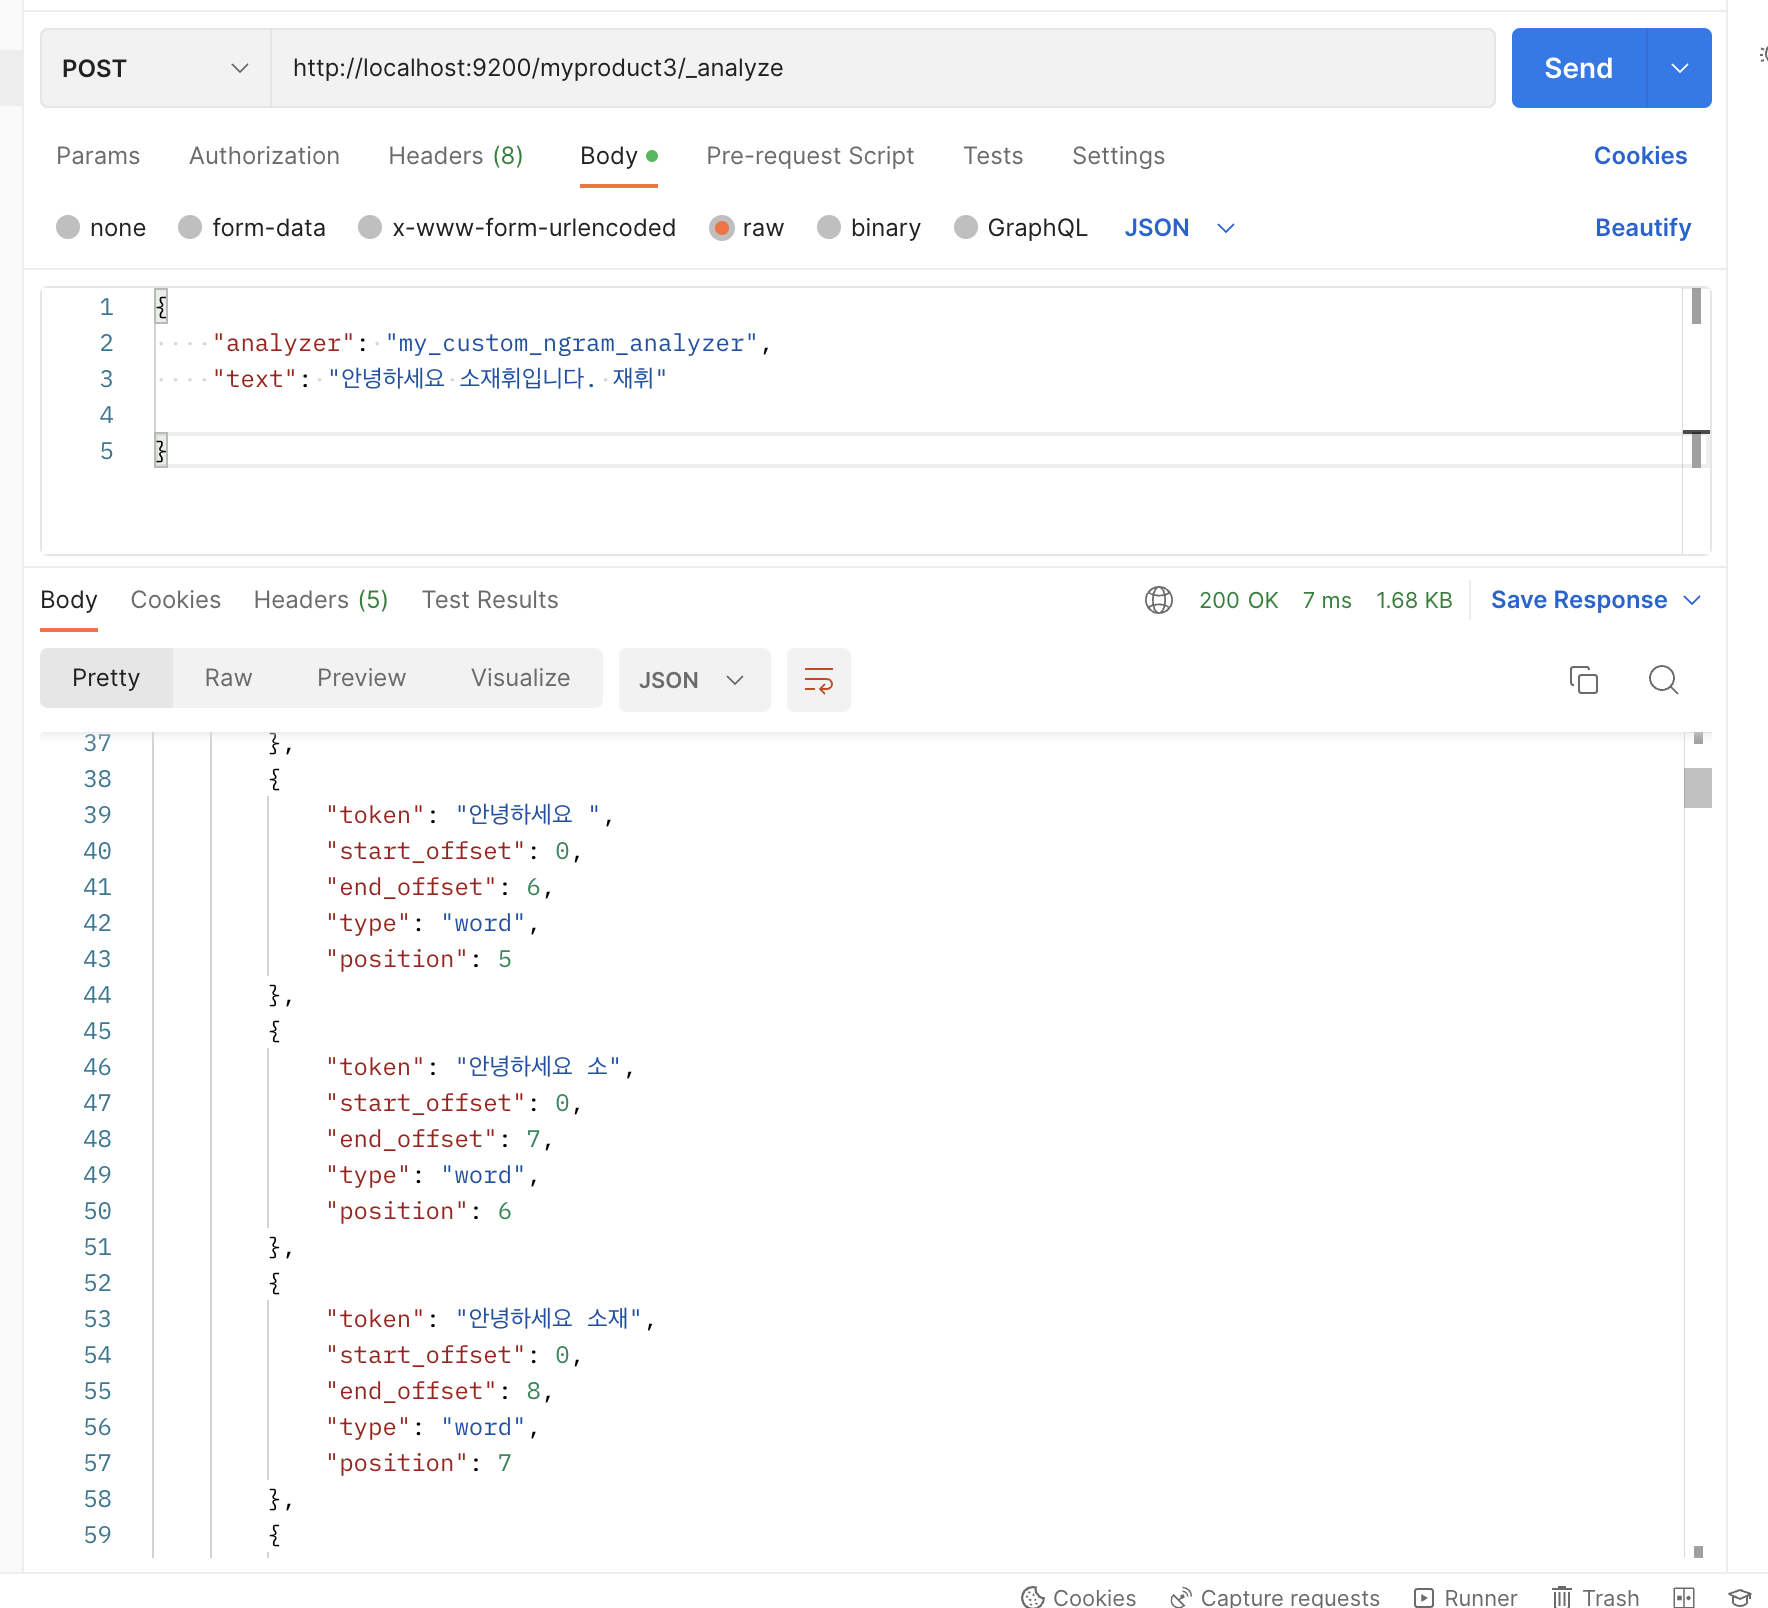 POST http://localhost:9200/myproduct3/_analyze Send
Params Authorization Headers (8) Body Pre-request Script Tests Settings Cookies
none form-data x-www-form-urlencoded raw binary GraphQL JSON Beautify
1 {
2 "analyzer": "my_custom_ngram_analyzer",
3 "text": "안녕하세요 소재휘입니다. 재휘"
4
5 }
Body Cookies Headers (5) Test Results 200 OK 7 ms 1.68 KB Save Response
Pretty Raw Preview Visualize JSON
37 },
38 {
39 "token": "안녕하세요 ",
40 "start_offset": 0,
41 "end_offset": 6,
42 "type": "word",
43 "position": 5
44 },
45 {
46 "token": "안녕하세요 소",
47 "start_offset": 0,
48 "end_offset": 7,
49 "type": "word",
50 "position": 6
51 },
52 {
53 "token": "안녕하세요 소재",
54 "start_offset": 0,
55 "end_offset": 8,
56 "type": "word",
57 "position": 7
58 },
59 {
Cookies Capture requests Runner Trash